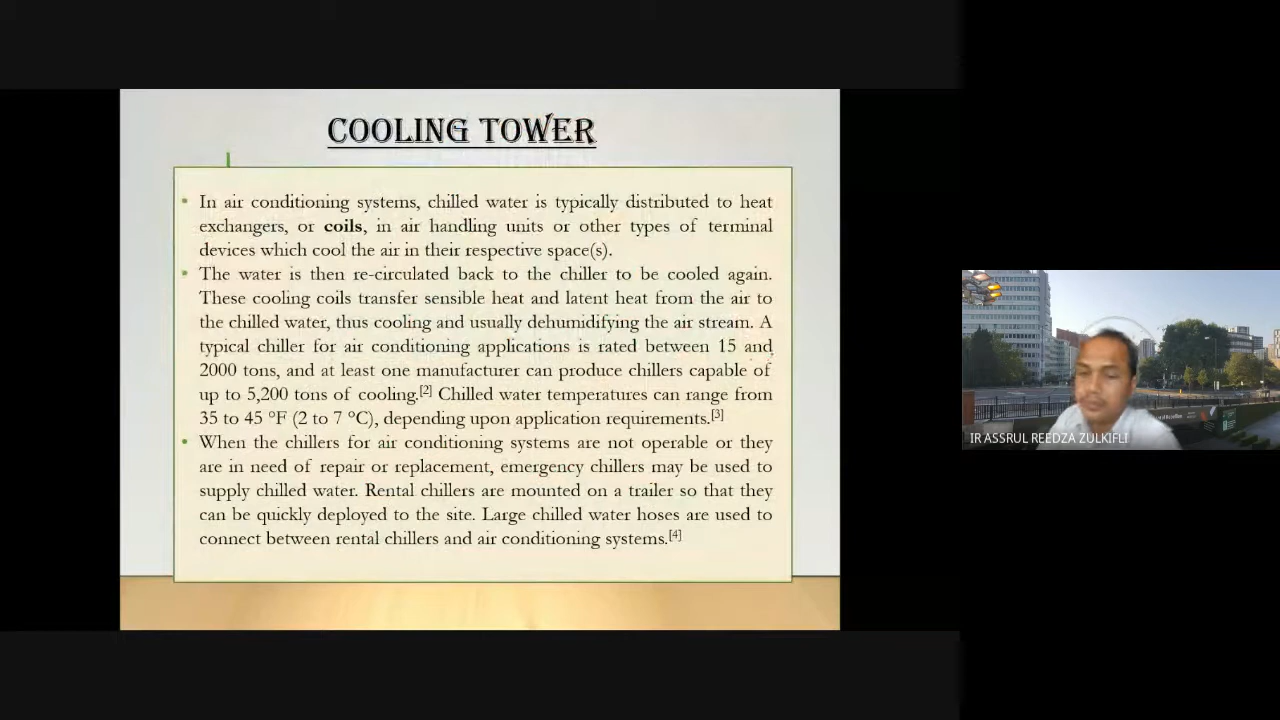 COOLING TOWER
• In air conditioning systems, chilled water is typically distributed to heat
exchangers, or coils, in air handling units or other types of terminal
devices which cool the air in their respective space(s).
• The water is then re-circulated back to the chiller to be cooled again.
These cooling coils transfer sensible heat and latent heat from the air to
the chilled water, thus cooling and usually dehumidifying the air stream. A
typical chiller for air conditioning applications is rated between 15 and
2000 tons, and at least one manufacturer can produce chillers capable of
up to 5,200 tons of cooling.[2] Chilled water temperatures can range from
35 to 45 °F (2 to 7 °C), depending upon application requirements.[3]
• When the chillers for air conditioning systems are not operable or they
are in need of repair or replacement, emergency chillers may be used to
supply chilled water. Rental chillers are mounted on a trailer so that they
can be quickly deployed to the site. Large chilled water hoses are used to
connect between rental chillers and air conditioning systems.[4]
IR ASSRUL REEDZA ZULKIFLI